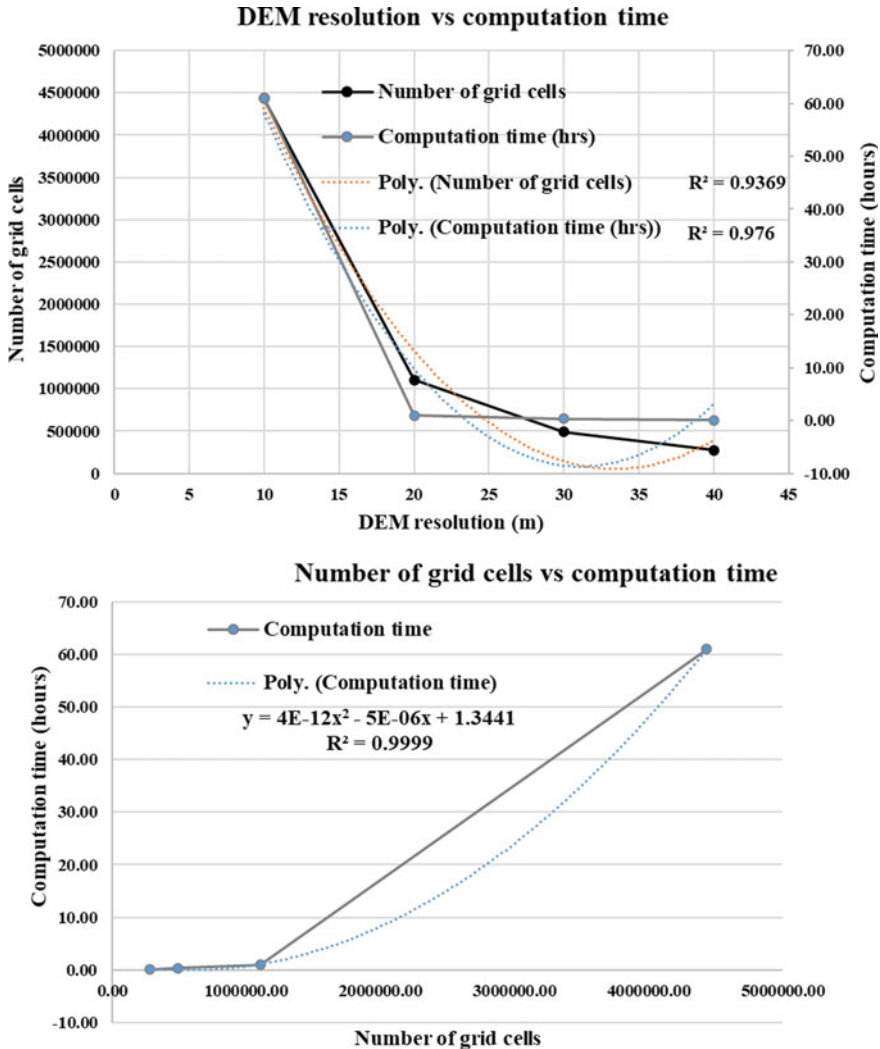 DEM resolution vs computation time
5000000
4500000
4000000
3500000
3000000
2500000
2000000
1500000
1000000
500000
0
Number of grid cells
70.00
60.00
50.00
40.00
30.00
20.00
10.00
0.00
-10.00
Computation time (hours)
Number of grid cells
Computation time (hrs)
Poly. (Number of grid cells) R² = 0.9369
Poly. (Computation time (hrs)) R² = 0.976
0 5 10 15 20 25 30 35 40 45
DEM resolution (m)
Number of grid cells vs computation time
70.00
60.00
50.00
40.00
30.00
20.00
10.00
0.00
-10.00
Computation time (hours)
Computation time
Poly. (Computation time)
y = 4E-12x² - 5E-06x + 1.3441
R² = 0.9999
0.00 1000000.00 2000000.00 3000000.00 4000000.00 5000000.00
Number of grid cells